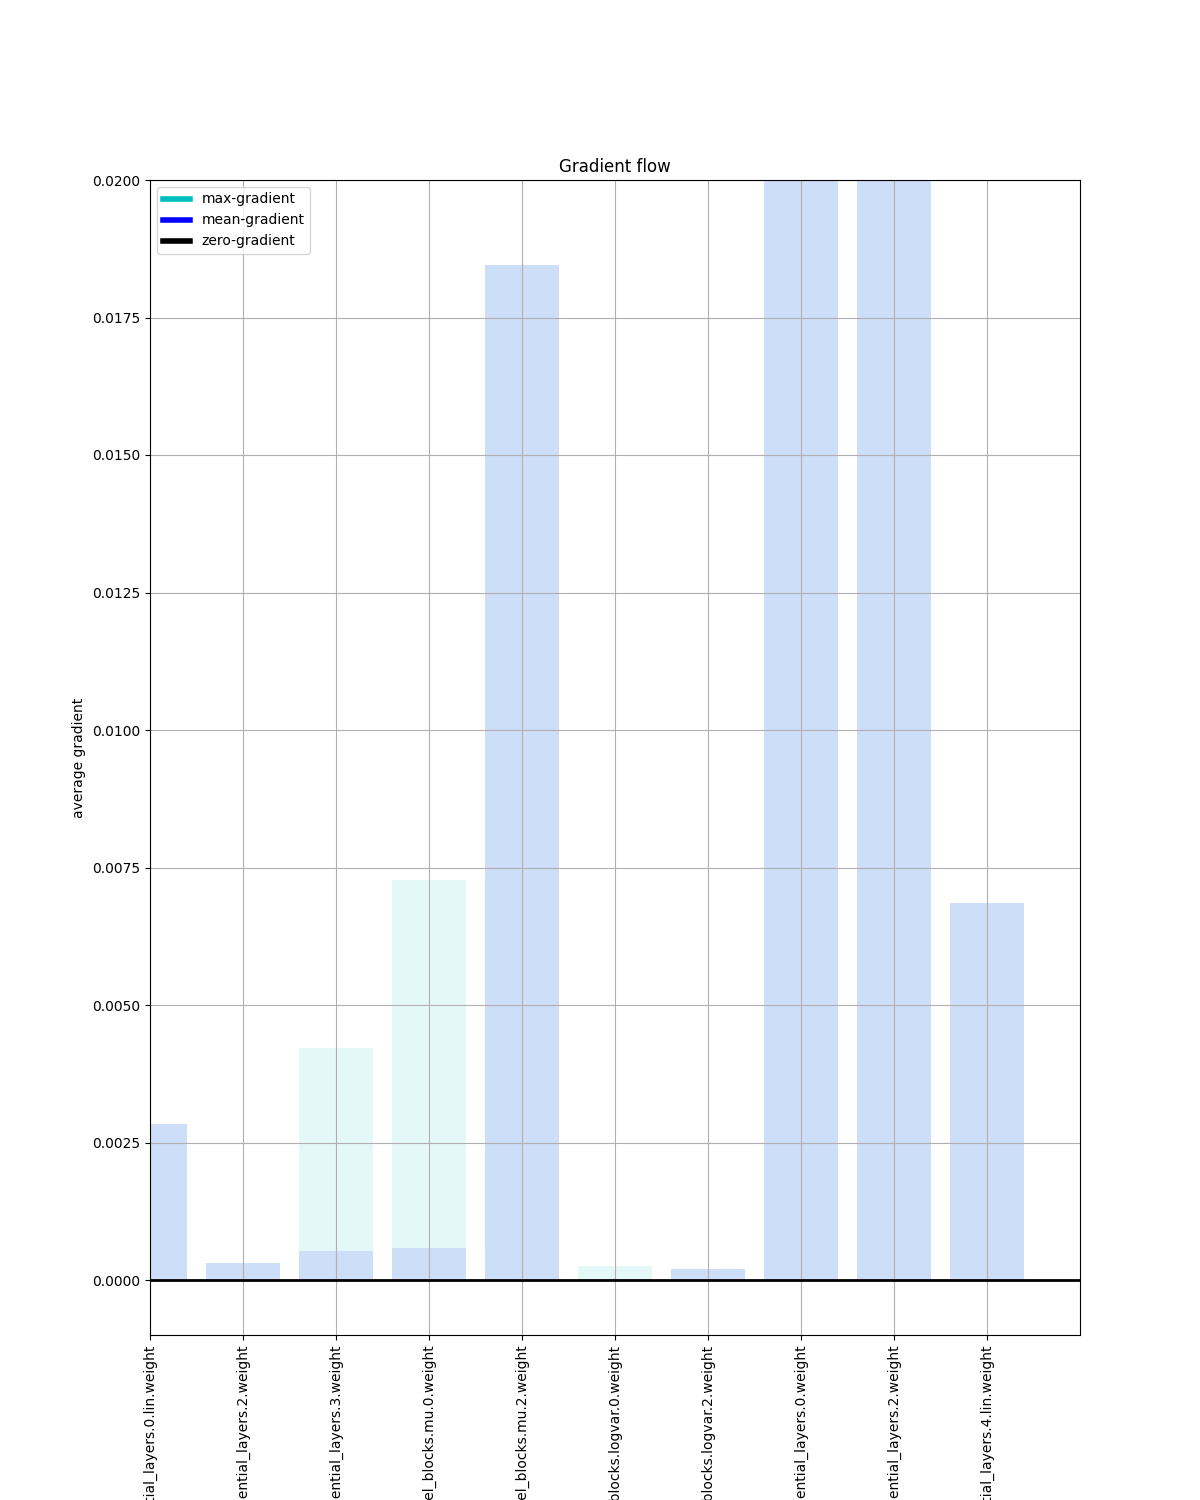 Gradient flow
max-gradient
mean-gradient
zero-gradient
average gradient
0.0200
0.0175
0.0150
0.0125
0.0100
0.0075
0.0050
0.0025
0.0000
tial_layers.0.lin.weight
ential_layers.2.weight
ential_layers.3.weight
el_blocks.mu.0.weight
el_blocks.mu.2.weight
blocks.logvar.0.weight
blocks.logvar.2.weight
ential_layers.0.weight
ential_layers.2.weight
tial_layers.4.lin.weight